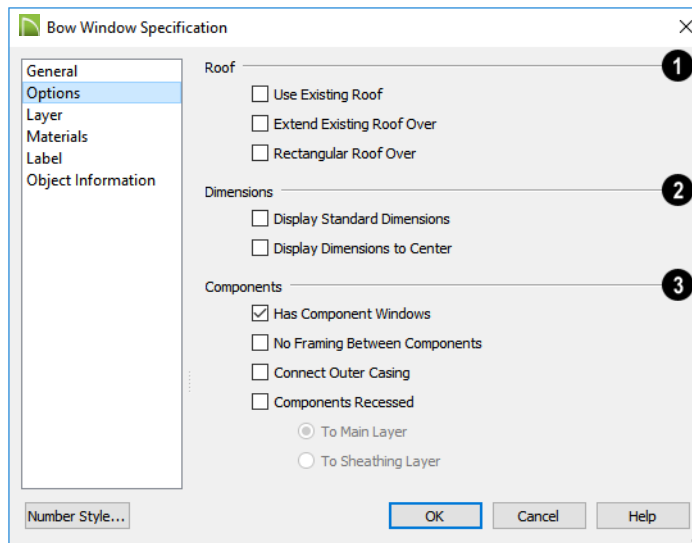 Bow Window Specification
General
Options
Layer
Materials
Label
Object Information
Roof 1
Use Existing Roof
Extend Existing Roof Over
Rectangular Roof Over
Dimensions 2
Display Standard Dimensions
Display Dimensions to Center
Components 3
Has Component Windows
No Framing Between Components
Connect Outer Casing
Components Recessed
To Main Layer
To Sheathing Layer
Number Style... OK Cancel Help